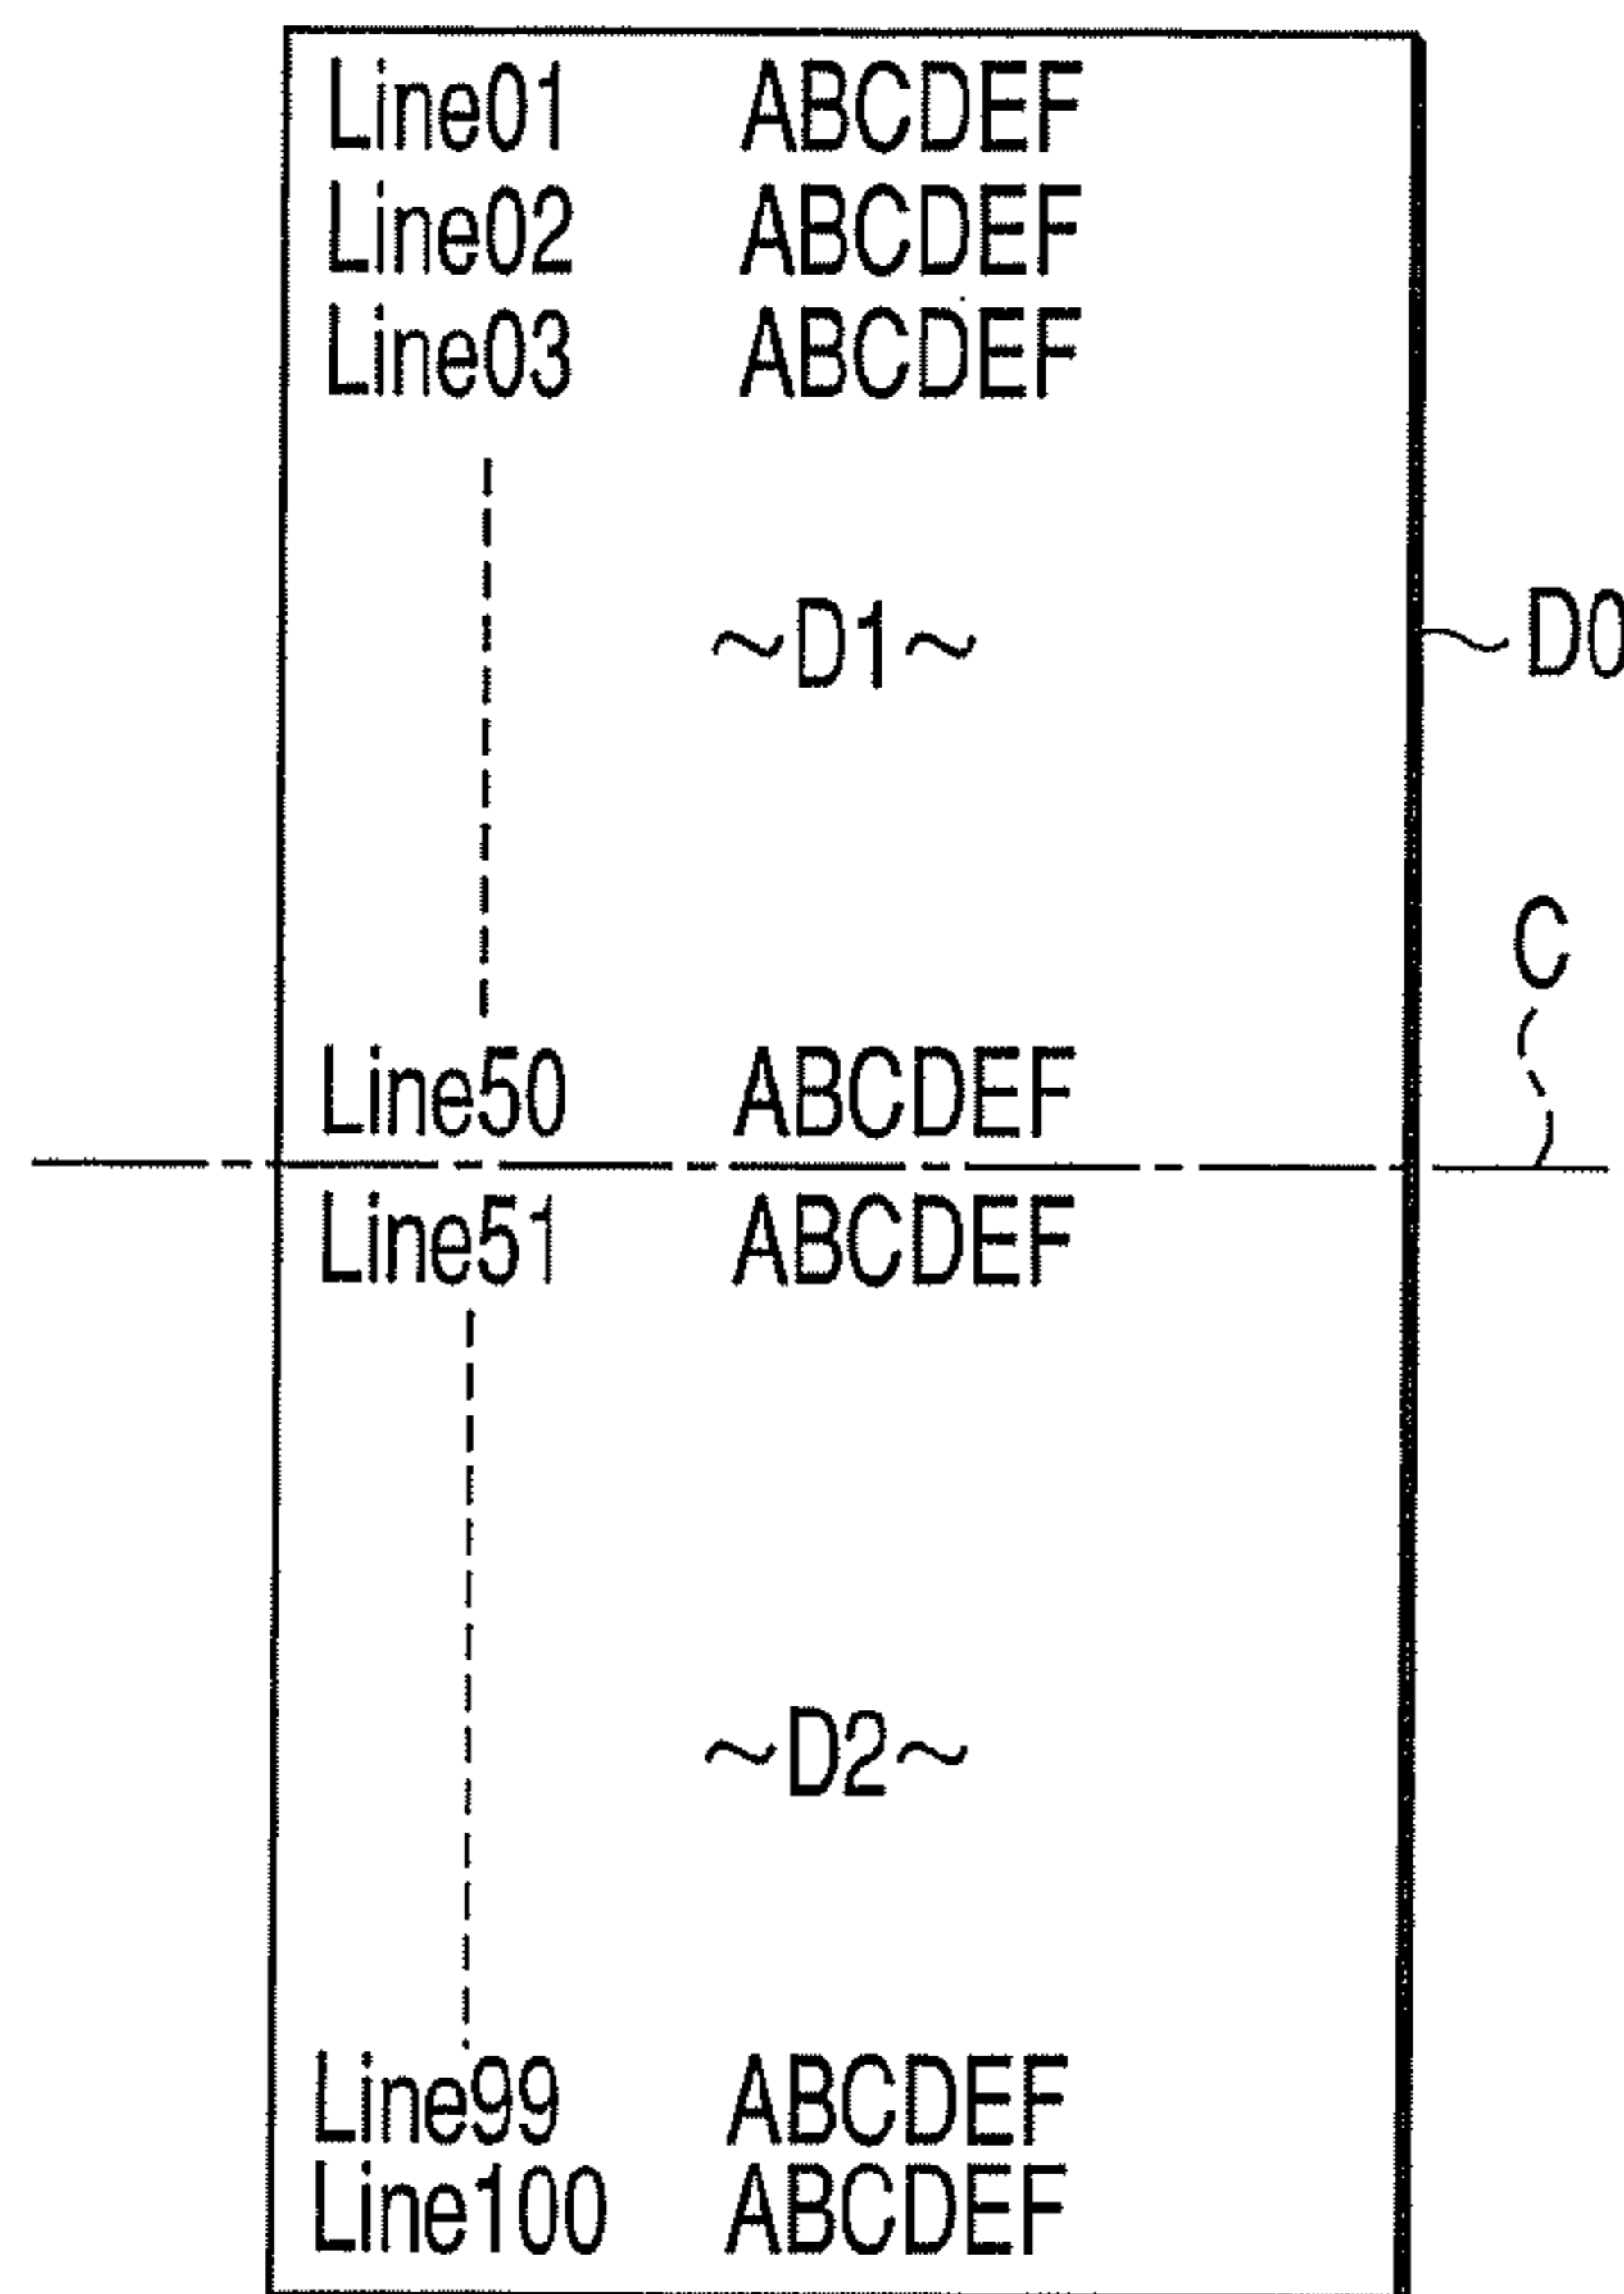 Line01 ABCDEF
Line02 ABCDEF
Line03 ABCDEF
~D1~
~D0
C
Line50 ABCDEF
Line51 ABCDEF
~D2~
Line99 ABCDEF
Line100 ABCDEF